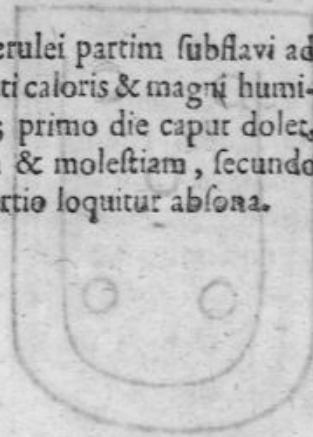 erulei partim ſubflavi ad
ti caloris & magni humi-
; primo die caput dolet,
& moleſtiam, ſecundo
rtio loquitur abſona.